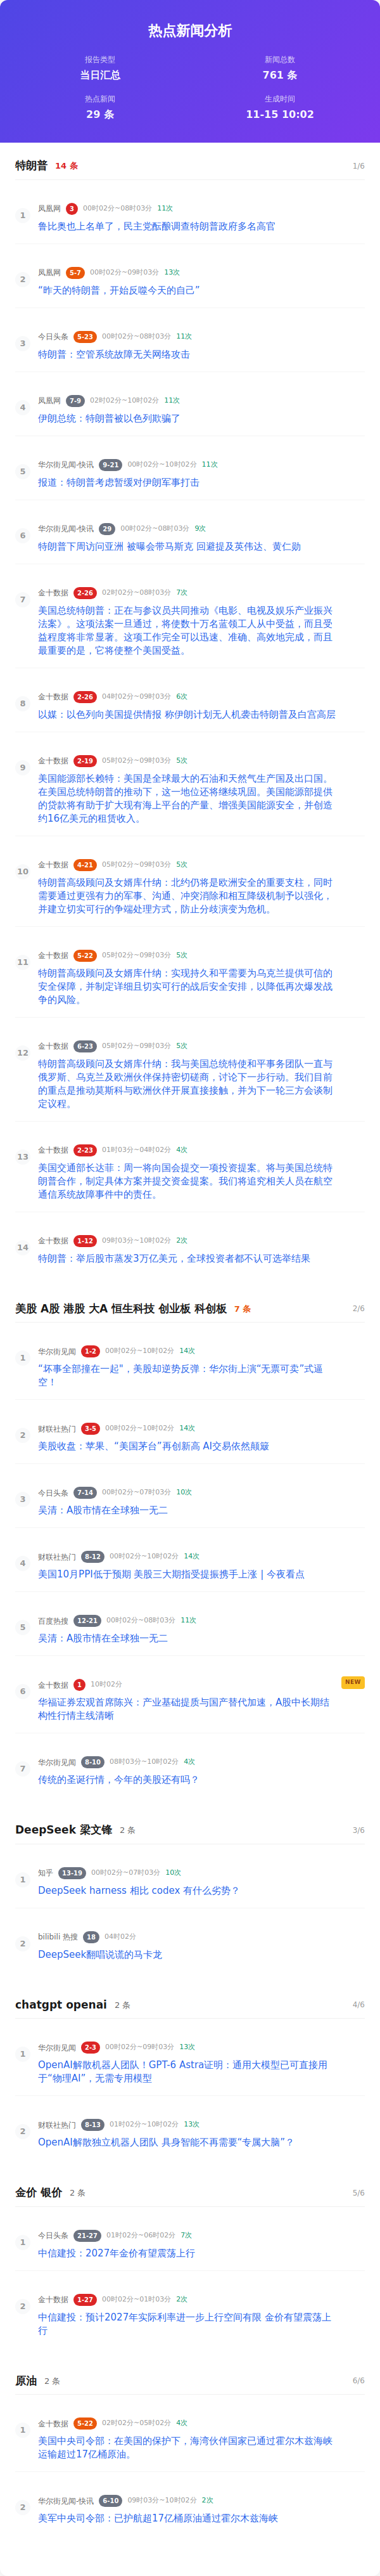 热点新闻分析
报告类型
当日汇总
新闻总数
761 条
热点新闻
29 条
生成时间
11-15 10:02
特朗普 14 条 1/6
1
凤凰网 3 00时02分~08时03分 11次
鲁比奥也上名单了，民主党酝酿调查特朗普政府多名高官
2
凤凰网 5-7 00时02分~09时03分 13次
“昨天的特朗普，开始反噬今天的自己”
3
今日头条 5-23 00时02分~08时03分 11次
特朗普：空管系统故障无关网络攻击
4
凤凰网 7-9 02时02分~10时02分 11次
伊朗总统：特朗普被以色列欺骗了
5
华尔街见闻-快讯 9-21 00时02分~10时02分 11次
报道：特朗普考虑暂缓对伊朗军事打击
6
华尔街见闻-快讯 29 00时02分~08时03分 9次
特朗普下周访问亚洲 被曝会带马斯克 回避提及英伟达、黄仁勋
7
金十数据 2-26 02时02分~08时03分 7次
美国总统特朗普：正在与参议员共同推动《电影、电视及娱乐产业振兴
法案》。这项法案一旦通过，将使数十万名蓝领工人从中受益，而且受
益程度将非常显著。这项工作完全可以迅速、准确、高效地完成，而且
最重要的是，它将使整个美国受益。
8
金十数据 2-26 04时02分~09时03分 6次
以媒：以色列向美国提供情报 称伊朗计划无人机袭击特朗普及白宫高层
9
金十数据 2-19 05时02分~09时03分 5次
美国能源部长赖特：美国是全球最大的石油和天然气生产国及出口国。
在美国总统特朗普的推动下，这一地位还将继续巩固。美国能源部提供
的贷款将有助于扩大现有海上平台的产量、增强美国能源安全，并创造
约16亿美元的租赁收入。
10
金十数据 4-21 05时02分~09时03分 5次
特朗普高级顾问及女婿库什纳：北约仍将是欧洲安全的重要支柱，同时
需要通过更强有力的军事、沟通、冲突消除和相互降级机制予以强化，
并建立切实可行的争端处理方式，防止分歧演变为危机。
11
金十数据 5-22 05时02分~09时03分 5次
特朗普高级顾问及女婿库什纳：实现持久和平需要为乌克兰提供可信的
安全保障，并制定详细且切实可行的战后安全安排，以降低再次爆发战
争的风险。
12
金十数据 6-23 05时02分~09时03分 5次
特朗普高级顾问及女婿库什纳：我与美国总统特使和平事务团队一直与
俄罗斯、乌克兰及欧洲伙伴保持密切磋商，讨论下一步行动。我们目前
的重点是推动莫斯科与欧洲伙伴开展直接接触，并为下一轮三方会谈制
定议程。
13
金十数据 2-23 01时03分~04时02分 4次
美国交通部长达菲：周一将向国会提交一项投资提案。将与美国总统特
朗普合作，制定具体方案并提交资金提案。我们将追究相关人员在航空
通信系统故障事件中的责任。
14
金十数据 1-12 09时03分~10时02分 2次
特朗普：举后股市蒸发3万亿美元，全球投资者都不认可选举结果
美股 A股 港股 大A 恒生科技 创业板 科创板 7 条 2/6
1
华尔街见闻 1-2 00时02分~10时02分 14次
“坏事全部撞在一起"，美股却逆势反弹：华尔街上演“无票可卖”式逼
空！
2
财联社热门 3-5 00时02分~10时02分 14次
美股收盘：苹果、“美国茅台”再创新高 AI交易依然颠簸
3
今日头条 7-14 00时02分~07时03分 10次
吴清：A股市情在全球独一无二
4
财联社热门 8-12 00时02分~10时02分 14次
美国10月PPI低于预期 美股三大期指受提振携手上涨 | 今夜看点
5
百度热搜 12-21 00时02分~08时03分 11次
吴清：A股市情在全球独一无二
6
金十数据 1 10时02分 NEW
华福证券宏观首席陈兴：产业基础提质与国产替代加速，A股中长期结
构性行情主线清晰
7
华尔街见闻 8-10 08时03分~10时02分 4次
传统的圣诞行情，今年的美股还有吗？
DeepSeek 梁文锋 2 条 3/6
1
知乎 13-19 00时02分~07时03分 10次
DeepSeek harness 相比 codex 有什么劣势？
2
bilibili 热搜 18 04时02分
DeepSeek翻唱说谎的马卡龙
chatgpt openai 2 条 4/6
1
华尔街见闻 2-3 00时02分~09时03分 13次
OpenAI解散机器人团队！GPT-6 Astra证明：通用大模型已可直接用
于“物理AI”，无需专用模型
2
财联社热门 8-13 01时02分~10时02分 13次
OpenAI解散独立机器人团队 具身智能不再需要“专属大脑”？
金价 银价 2 条 5/6
1
今日头条 21-27 01时02分~06时02分 7次
中信建投：2027年金价有望震荡上行
2
金十数据 1-27 00时02分~01时03分 2次
中信建投：预计2027年实际利率进一步上行空间有限 金价有望震荡上
行
原油 2 条 6/6
1
金十数据 5-22 02时02分~05时02分 4次
美国中央司令部：在美国的保护下，海湾伙伴国家已通过霍尔木兹海峡
运输超过17亿桶原油。
2
华尔街见闻-快讯 6-10 09时03分~10时02分 2次
美军中央司令部：已护航超17亿桶原油通过霍尔木兹海峡